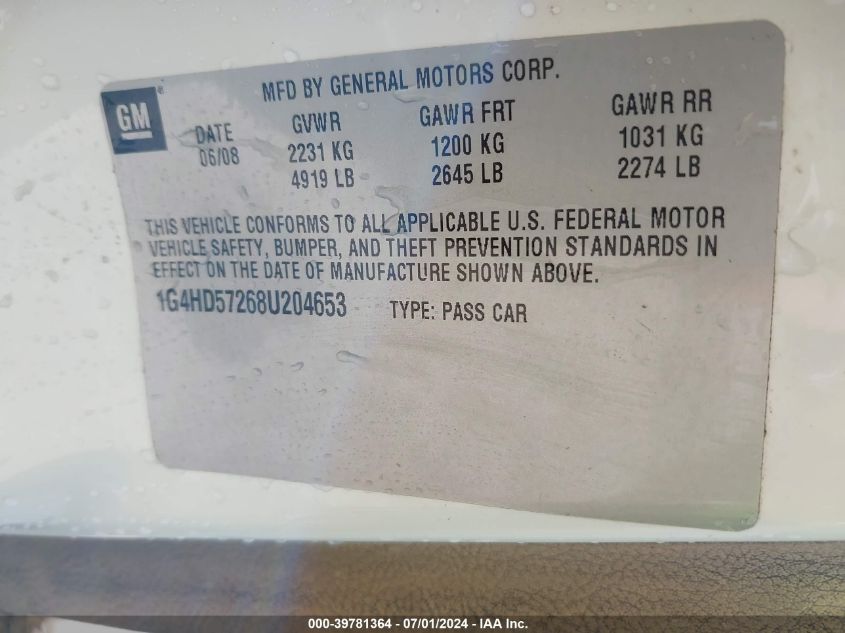 MFD BY GENERAL MOTORS CORP.
GM®
DATE GVWR GAWR FRT GAWR RR
06/08 2231 KG 1200 KG 1031 KG
4919 LB 2645 LB 2274 LB
THIS VEHICLE CONFORMS TO ALL APPLICABLE U.S. FEDERAL MOTOR
VEHICLE SAFETY, BUMPER, AND THEFT PREVENTION STANDARDS IN
EFFECT ON THE DATE OF MANUFACTURE SHOWN ABOVE.
1G4HD57268U204653 TYPE: PASS CAR
000-39781364 - 07/01/2024 - IAA Inc.